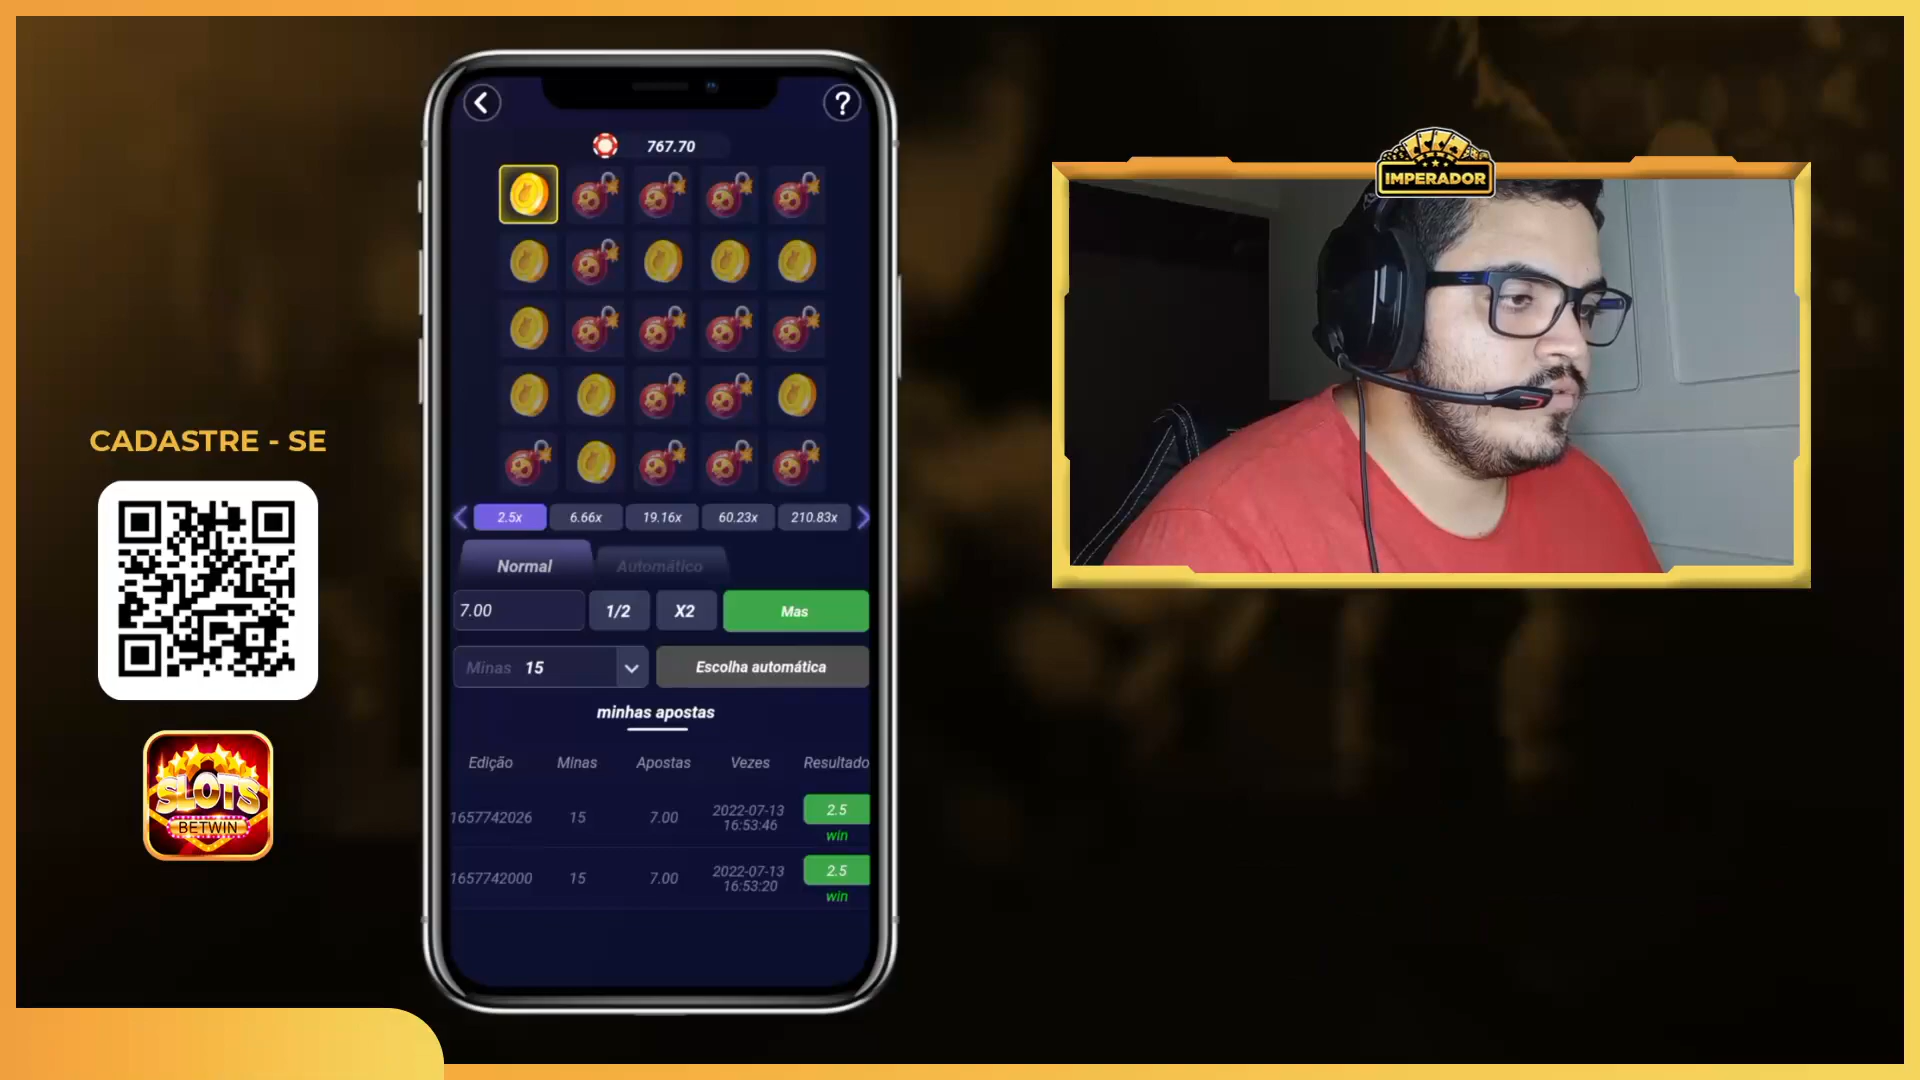 767.70
IMPERADOR
CADASTRE - SE
SLOTS
BETWIN
2.5x 6.66x 19.16x 60.23x 210.83x
Normal Automático
7.00 1/2 X2 Mas
Minas 15 Escolha automática
minhas apostas
Edição Minas Apostas Vezes Resultado
1657742026 15 7.00 2022-07-13 16:53:46 2.5 win
1657742000 15 7.00 2022-07-13 16:53:20 2.5 win